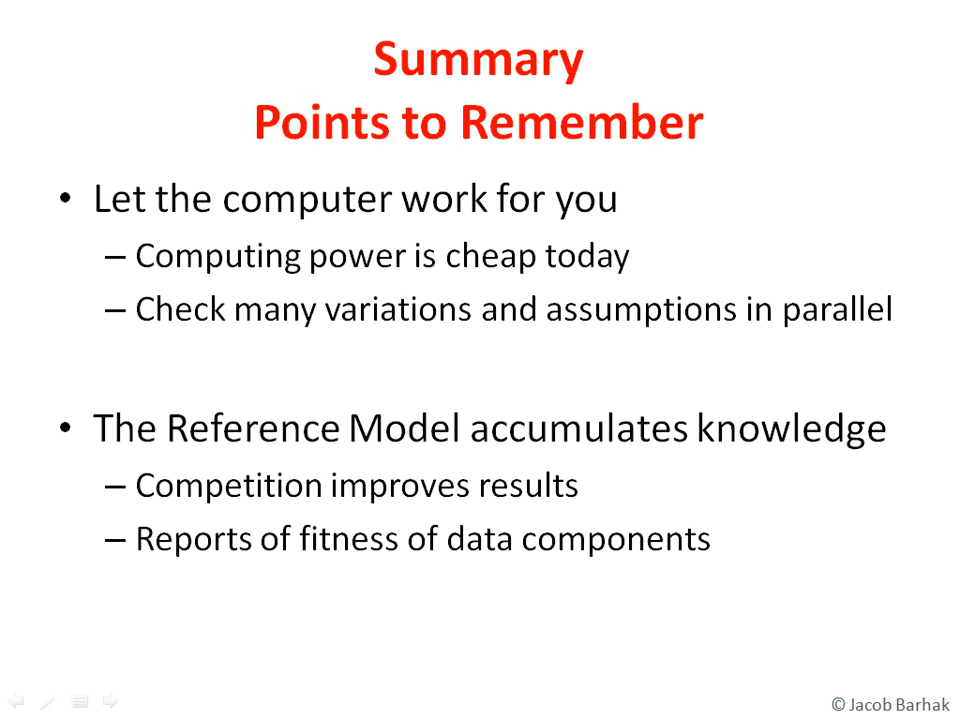 Summary
Points to Remember
• Let the computer work for you
– Computing power is cheap today
– Check many variations and assumptions in parallel
• The Reference Model accumulates knowledge
– Competition improves results
– Reports of fitness of data components
© Jacob Barhak